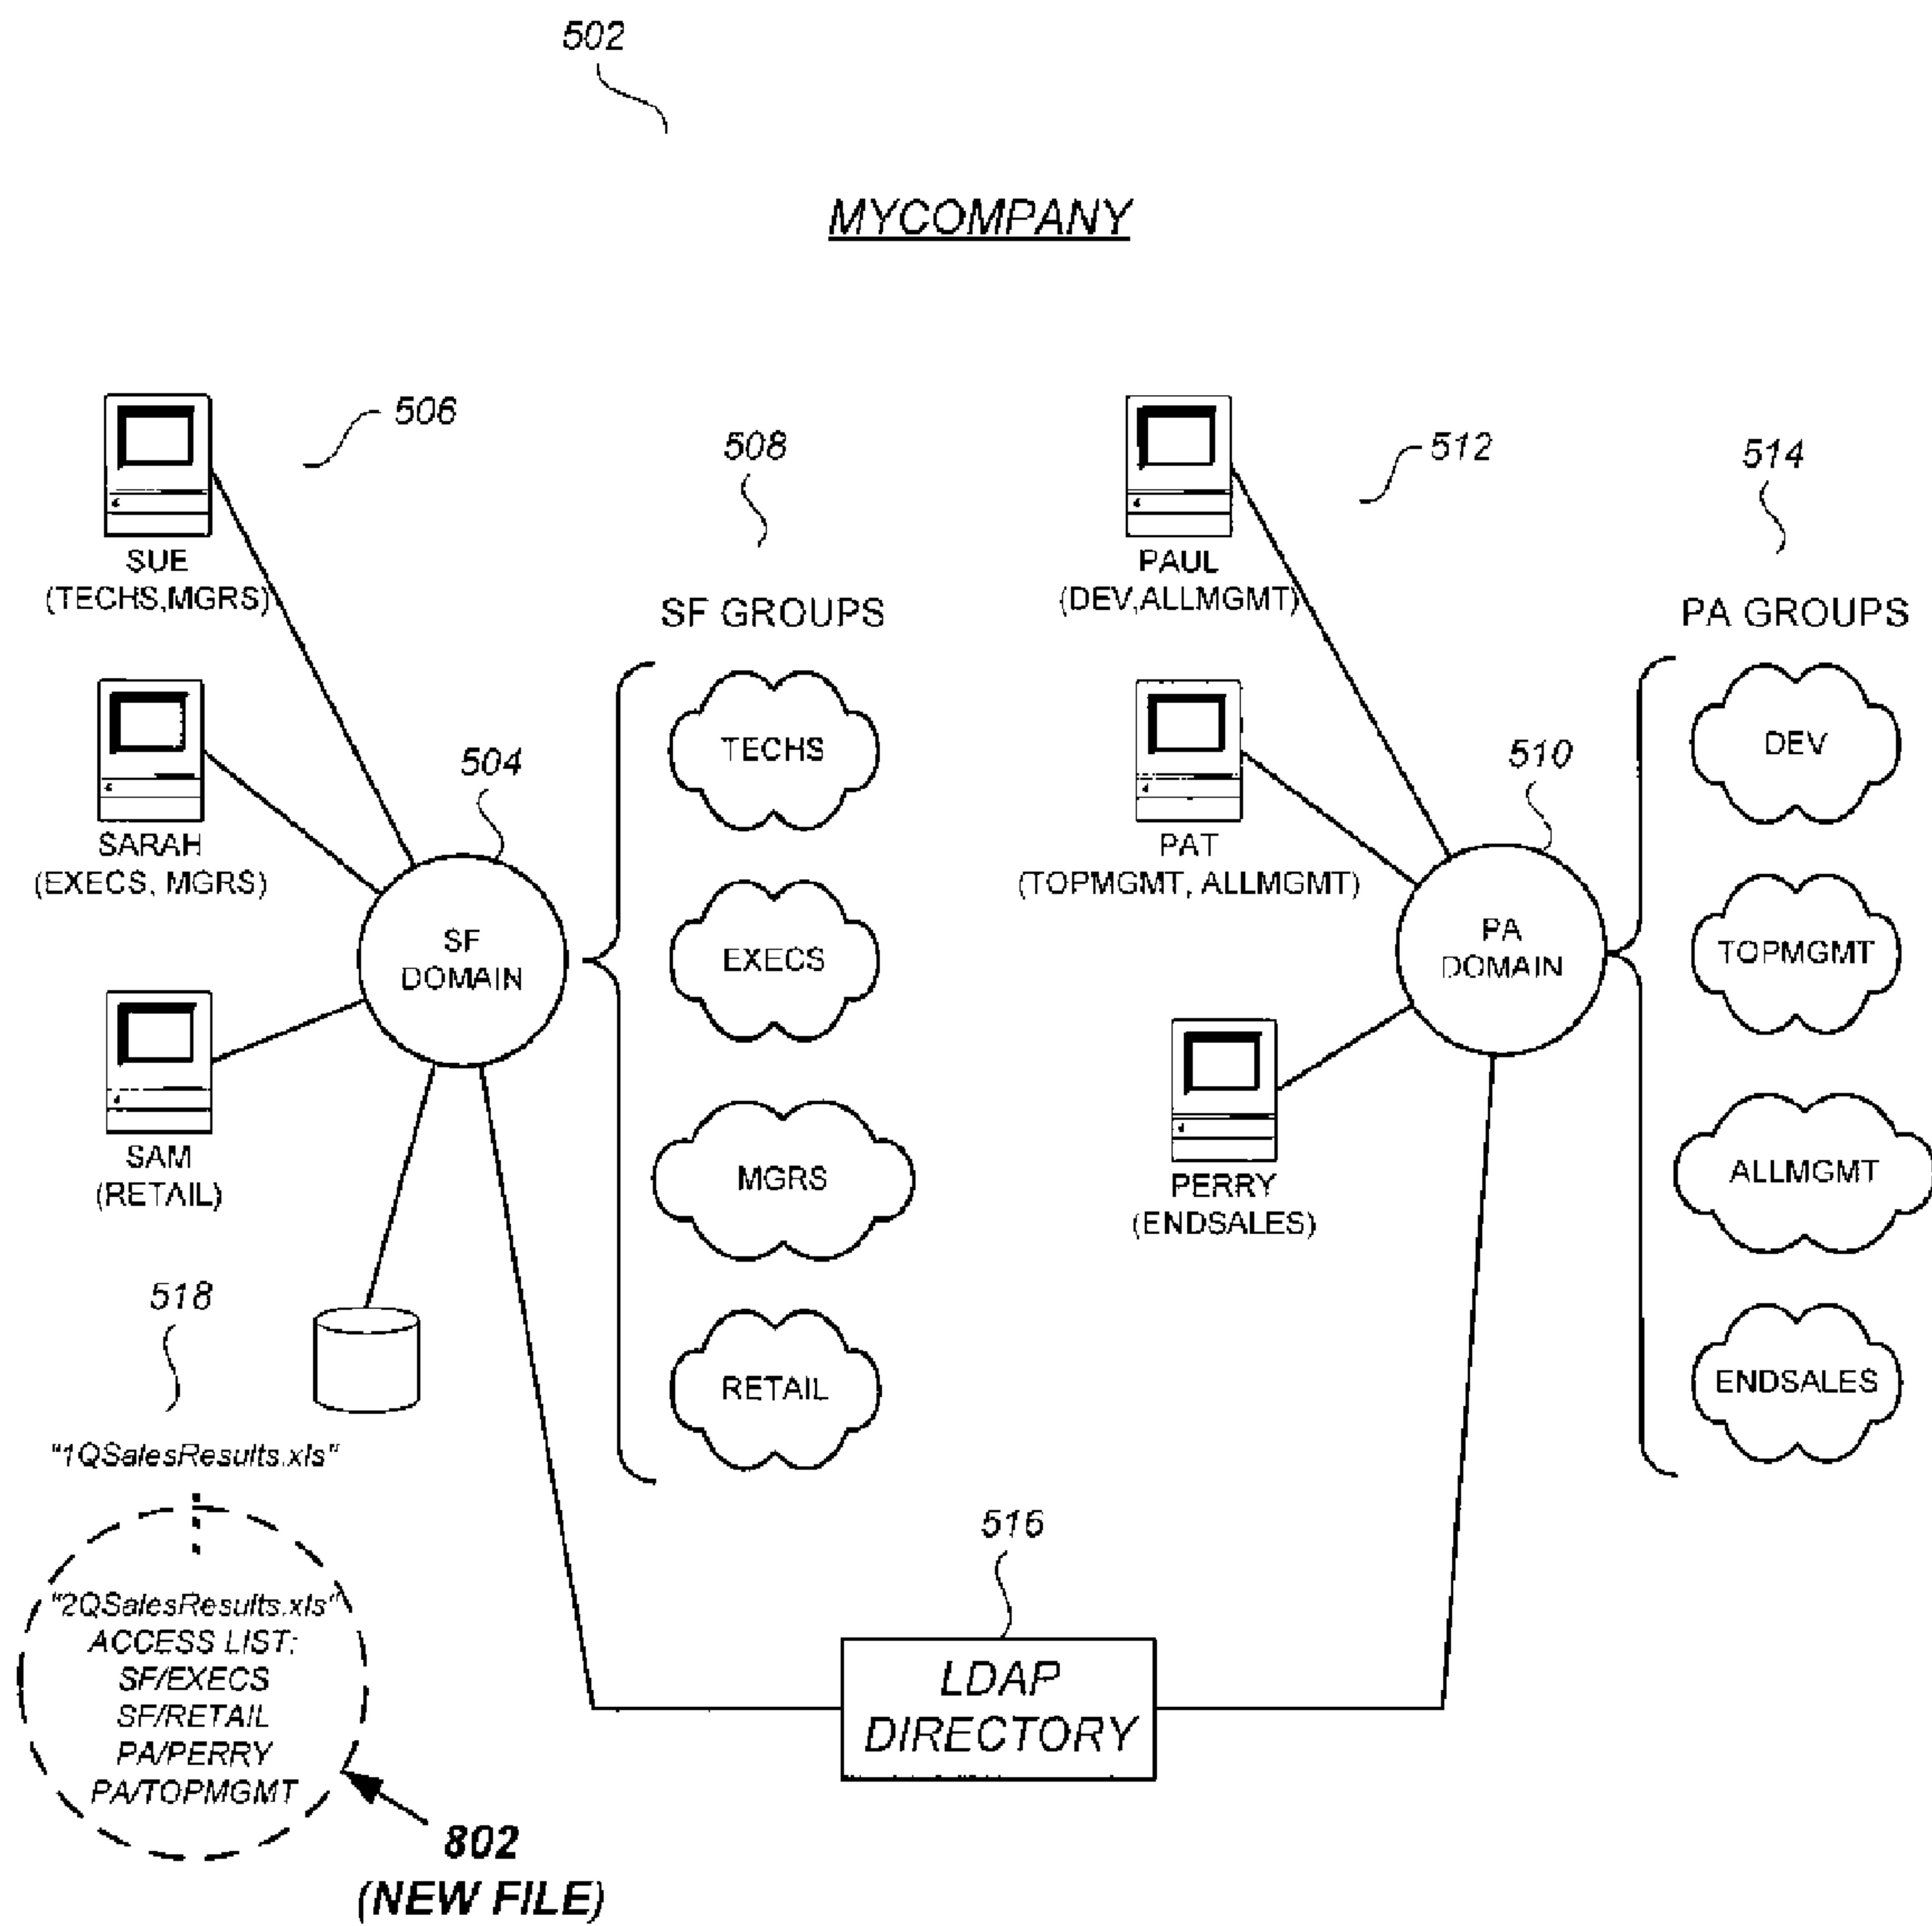 502
MYCOMPANY
506
508
512
514
SUE
(TECHS,MGRS)
SF GROUPS
PAUL
(DEV,ALLMGMT)
PA GROUPS
TECHS
DEV
504
510
SARAH
(EXECS, MGRS)
PAT
(TOPMGMT, ALLMGMT)
SF
DOMAIN
EXECS
PA
DOMAIN
TOPMGMT
SAM
(RETAIL)
MGRS
PERRY
(ENDSALES)
ALLMGMT
518
RETAIL
ENDSALES
"1QSalesResults.xls"
516
"2QSalesResults.xls"
ACCESS LIST:
SF/EXECS
SF/RETAIL
PA/PERRY
PA/TOPMGMT
LDAP
DIRECTORY
802
(NEW FILE)